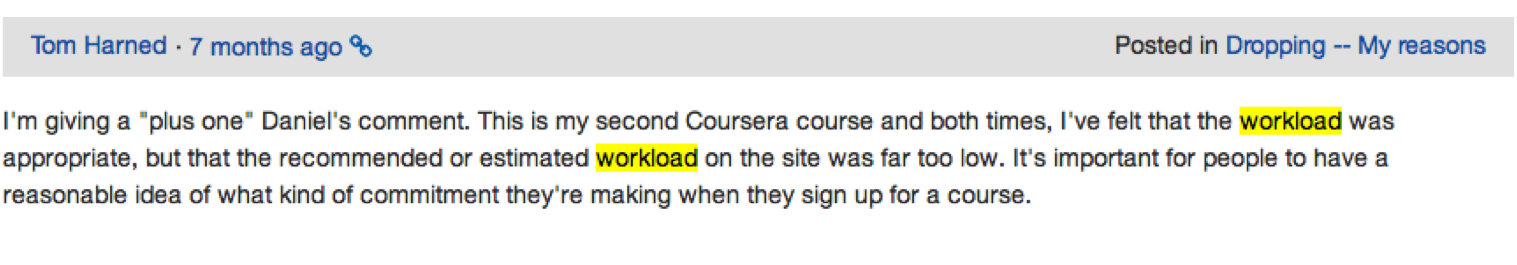 Tom Harned · 7 months ago Posted in Dropping -- My reasons
I'm giving a "plus one" Daniel's comment. This is my second Coursera course and both times, I've felt that the workload was
appropriate, but that the recommended or estimated workload on the site was far too low. It's important for people to have a
reasonable idea of what kind of commitment they're making when they sign up for a course.